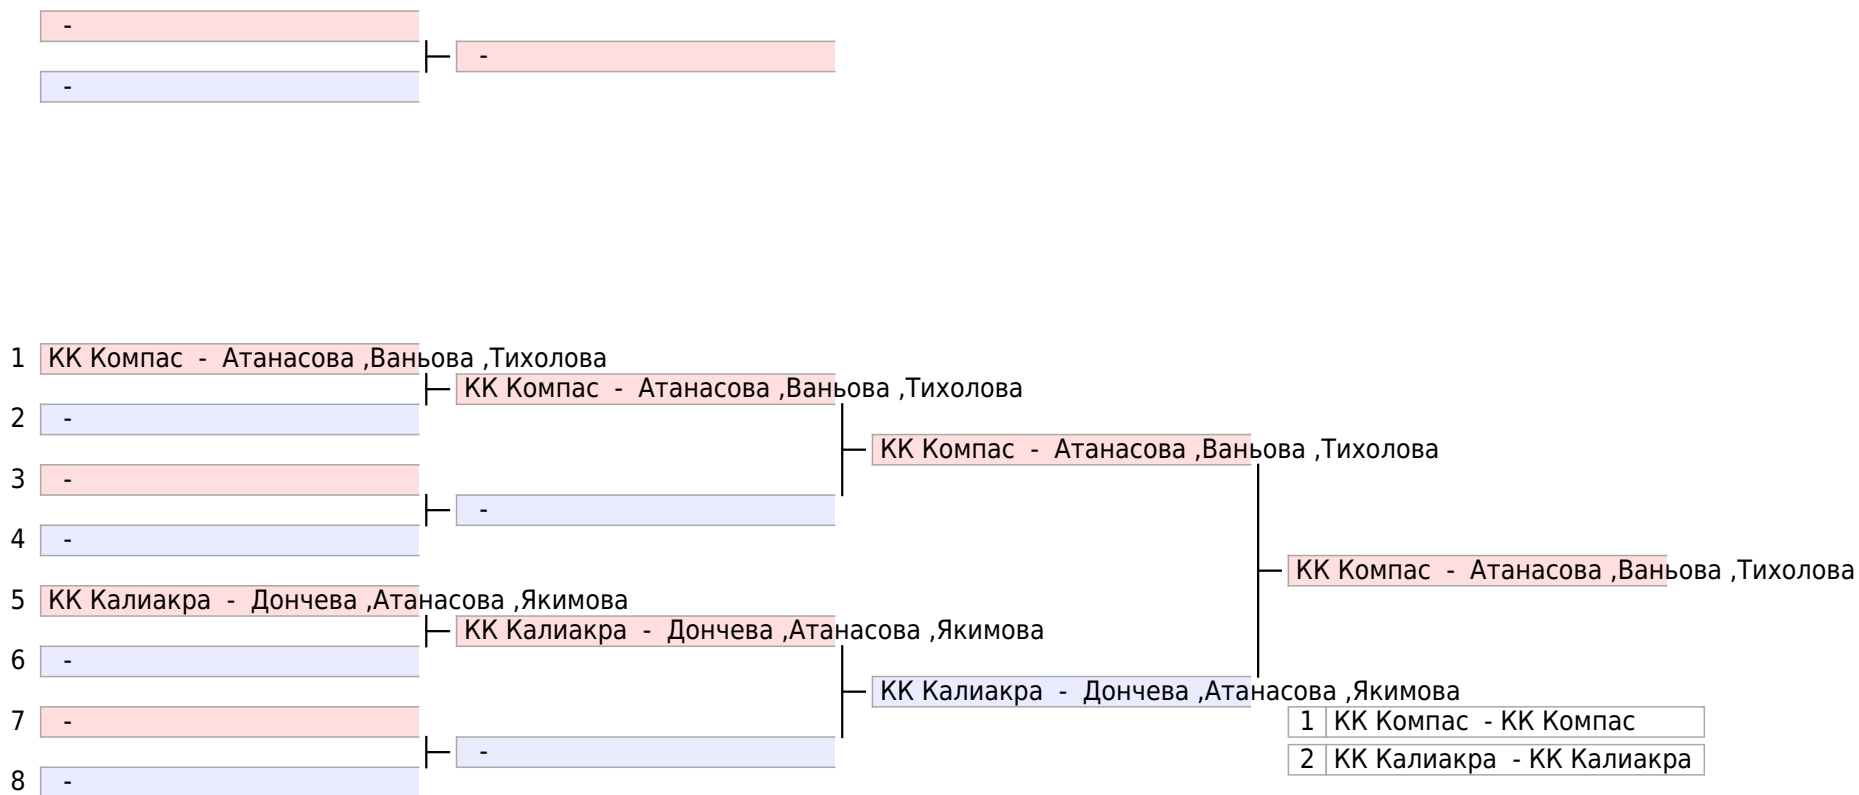 -
-
-
1 КК Компас - Атанасова ,Ваньова ,Тихолова
КК Компас - Атанасова ,Ваньова ,Тихолова
2 -
КК Компас - Атанасова ,Ваньова ,Тихолова
3 -
-
4 -
КК Компас - Атанасова ,Ваньова ,Тихолова
5 КК Калиакра - Дончева ,Атанасова ,Якимова
КК Калиакра - Дончева ,Атанасова ,Якимова
6 -
КК Калиакра - Дончева ,Атанасова ,Якимова
7 -
1 КК Компас - КК Компас
-
2 КК Калиакра - КК Калиакра
8 -